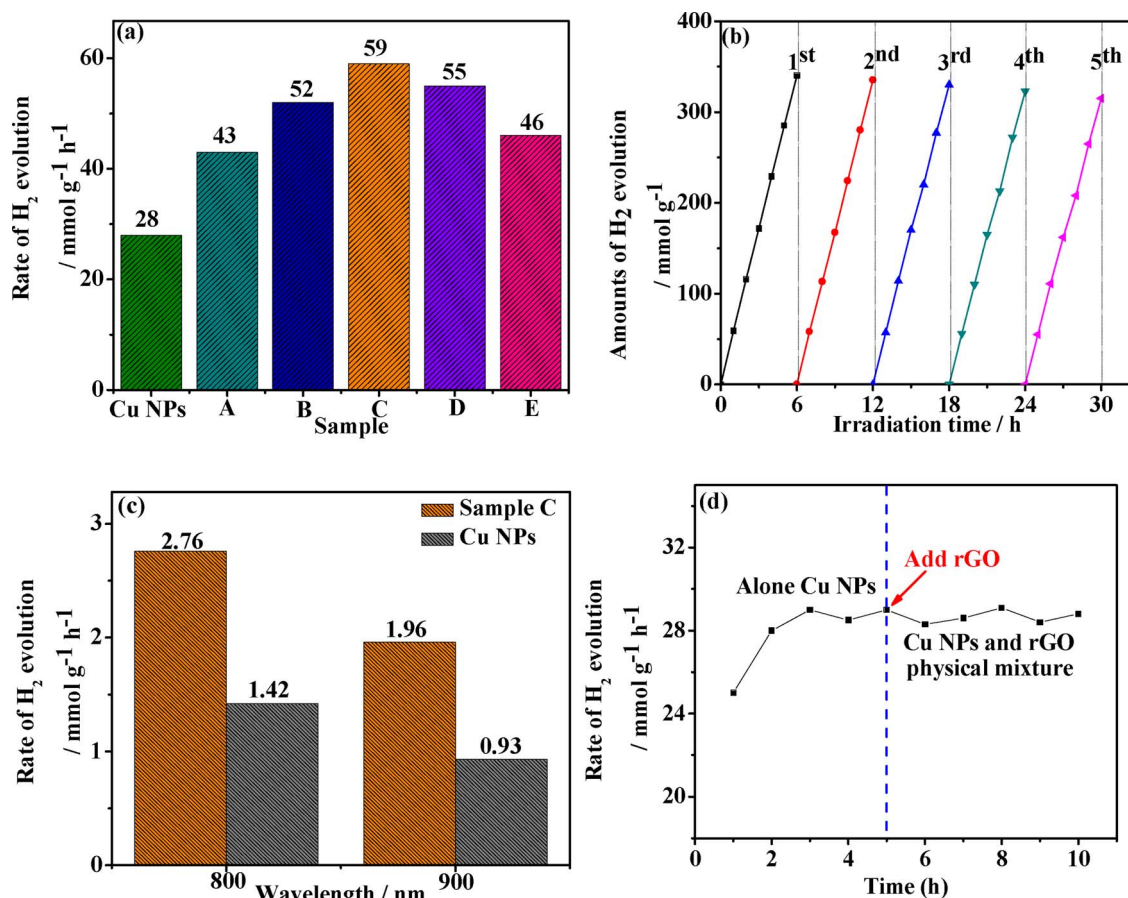 (a)
Rate of H2 evolution
/ mmol g-1 h-1
60
40
20
0
28
43
52
59
55
46
Cu NPs A B C D E
Sample
(b)
Amounts of H2 evolution
/ mmol g-1
400
300
200
100
0
1st 2nd 3rd 4th 5th
0 6 12 18 24 30
Irradiation time / h
(c)
Rate of H2 evolution
/ mmol g-1 h-1
3
2
1
0
Sample C
Cu NPs
2.76
1.42
1.96
0.93
800 900
Wavelength / nm
(d)
Rate of H2 evolution
/ mmol g-1 h-1
32
28
24
20
Add rGO
Alone Cu NPs
Cu NPs and rGO
physical mixture
0 2 4 6 8 10
Time (h)